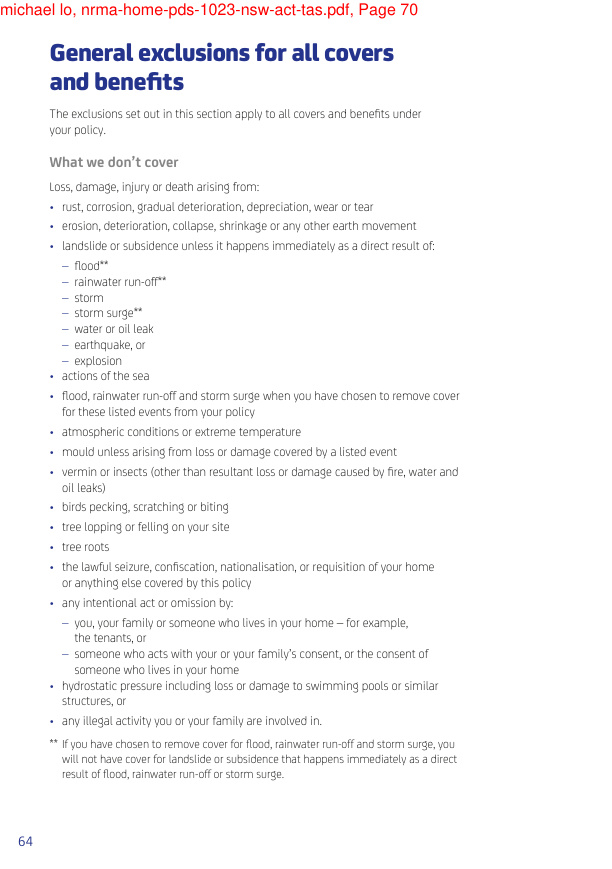 michael lo, nrma-home-pds-1023-nsw-act-tas.pdf, Page 70
General exclusions for all covers
and benefits
The exclusions set out in this section apply to all covers and benefits under
your policy.
What we don't cover
Loss, damage, injury or death arising from:
• rust, corrosion, gradual deterioration, depreciation, wear or tear
• erosion, deterioration, collapse, shrinkage or any other earth movement
• landslide or subsidence unless it happens immediately as a direct result of:
– flood**
– rainwater run-off**
– storm
– storm surge**
– water or oil leak
– earthquake, or
– explosion
• actions of the sea
• flood, rainwater run-off and storm surge when you have chosen to remove cover
for these listed events from your policy
• atmospheric conditions or extreme temperature
• mould unless arising from loss or damage covered by a listed event
• vermin or insects (other than resultant loss or damage caused by fire, water and
oil leaks)
• birds pecking, scratching or biting
• tree lopping or felling on your site
• tree roots
• the lawful seizure, confiscation, nationalisation, or requisition of your home
or anything else covered by this policy
• any intentional act or omission by:
– you, your family or someone who lives in your home – for example,
the tenants, or
– someone who acts with your or your family's consent, or the consent of
someone who lives in your home
• hydrostatic pressure including loss or damage to swimming pools or similar
structures, or
• any illegal activity you or your family are involved in.
** If you have chosen to remove cover for flood, rainwater run-off and storm surge, you
will not have cover for landslide or subsidence that happens immediately as a direct
result of flood, rainwater run-off or storm surge.
64